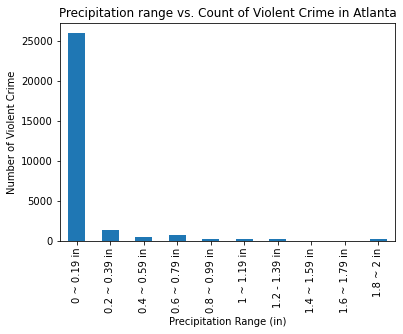 Precipitation range vs. Count of Violent Crime in Atlanta
Number of Violent Crime
25000
20000
15000
10000
5000
0
0 ~ 0.19 in
0.2 ~ 0.39 in
0.4 ~ 0.59 in
0.6 ~ 0.79 in
0.8 ~ 0.99 in
1 ~ 1.19 in
1.2 - 1.39 in
1.4 ~ 1.59 in
1.6 ~ 1.79 in
1.8 ~ 2 in
Precipitation Range (in)